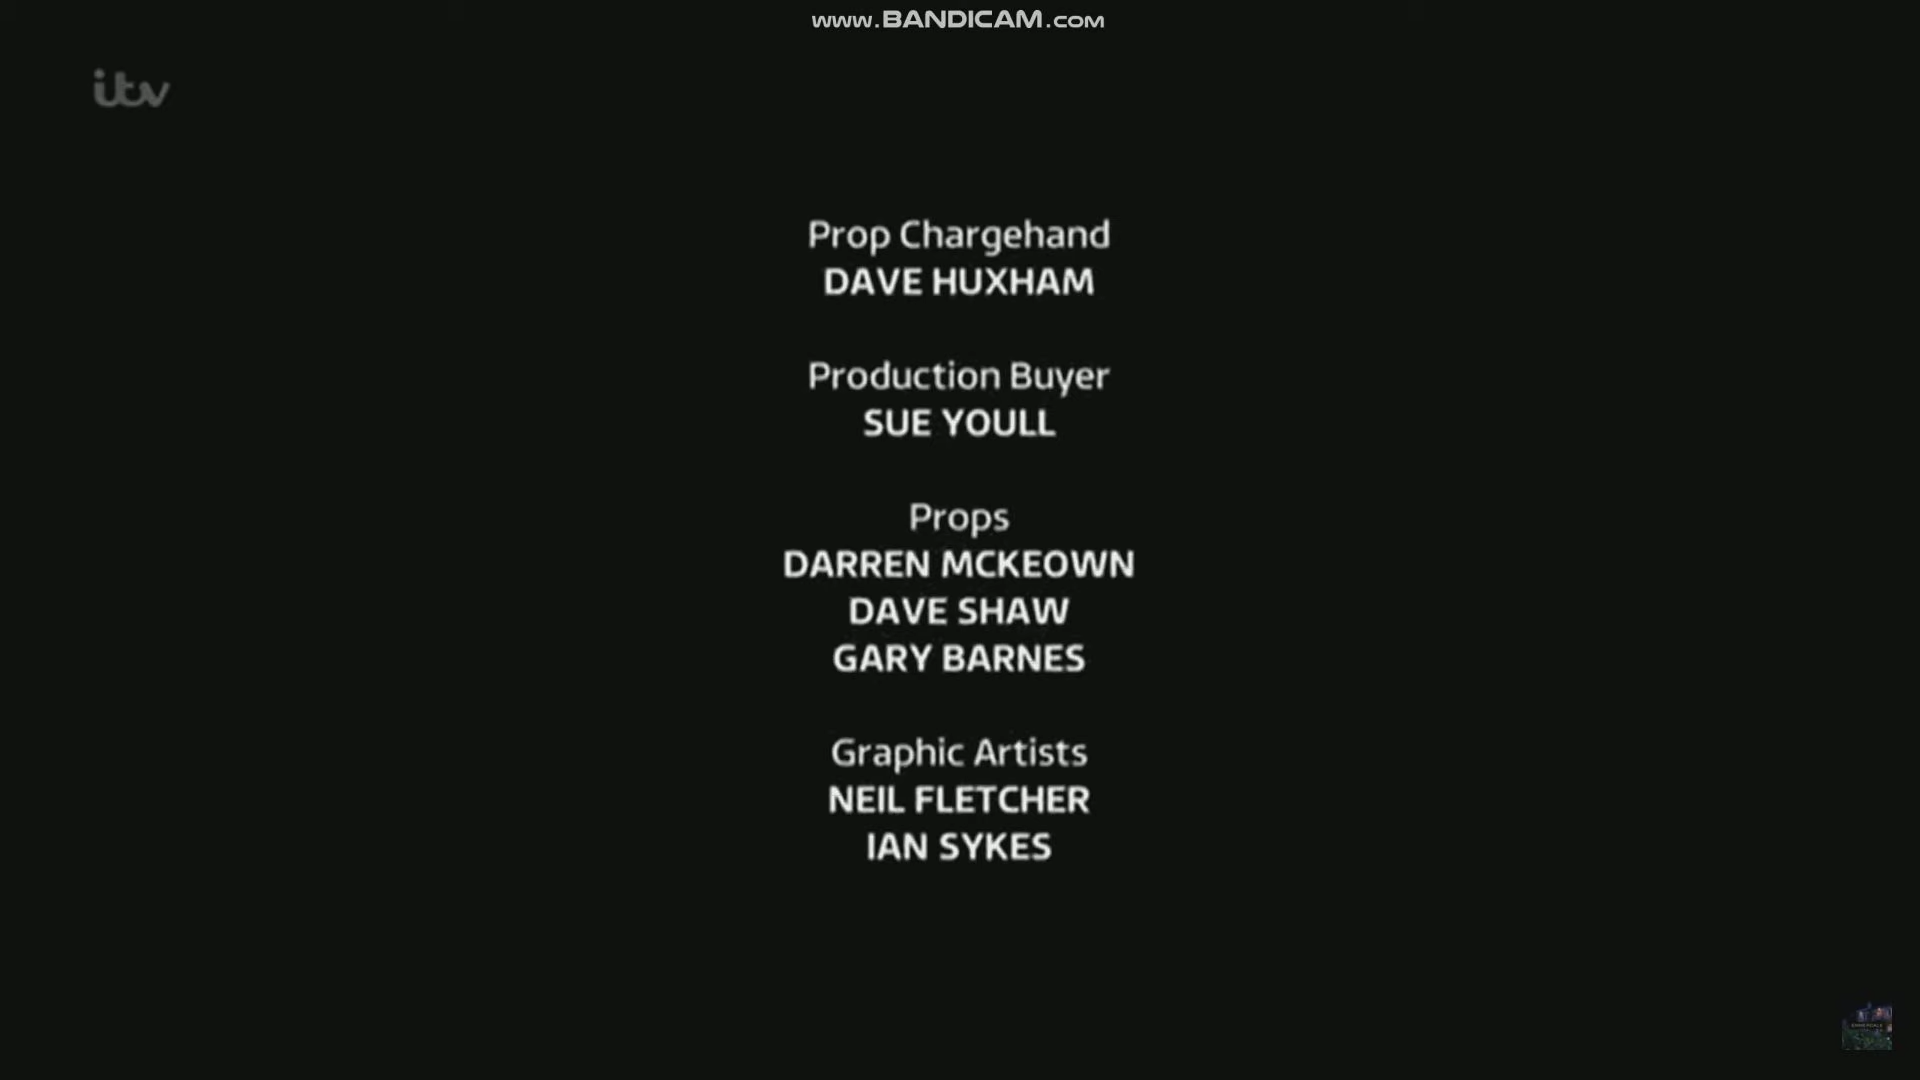 www.BANDICAM.com
itv
Prop Chargehand
DAVE HUXHAM
Production Buyer
SUE YOULL
Props
DARREN MCKEOWN
DAVE SHAW
GARY BARNES
Graphic Artists
NEIL FLETCHER
IAN SYKES
EMMERDALE